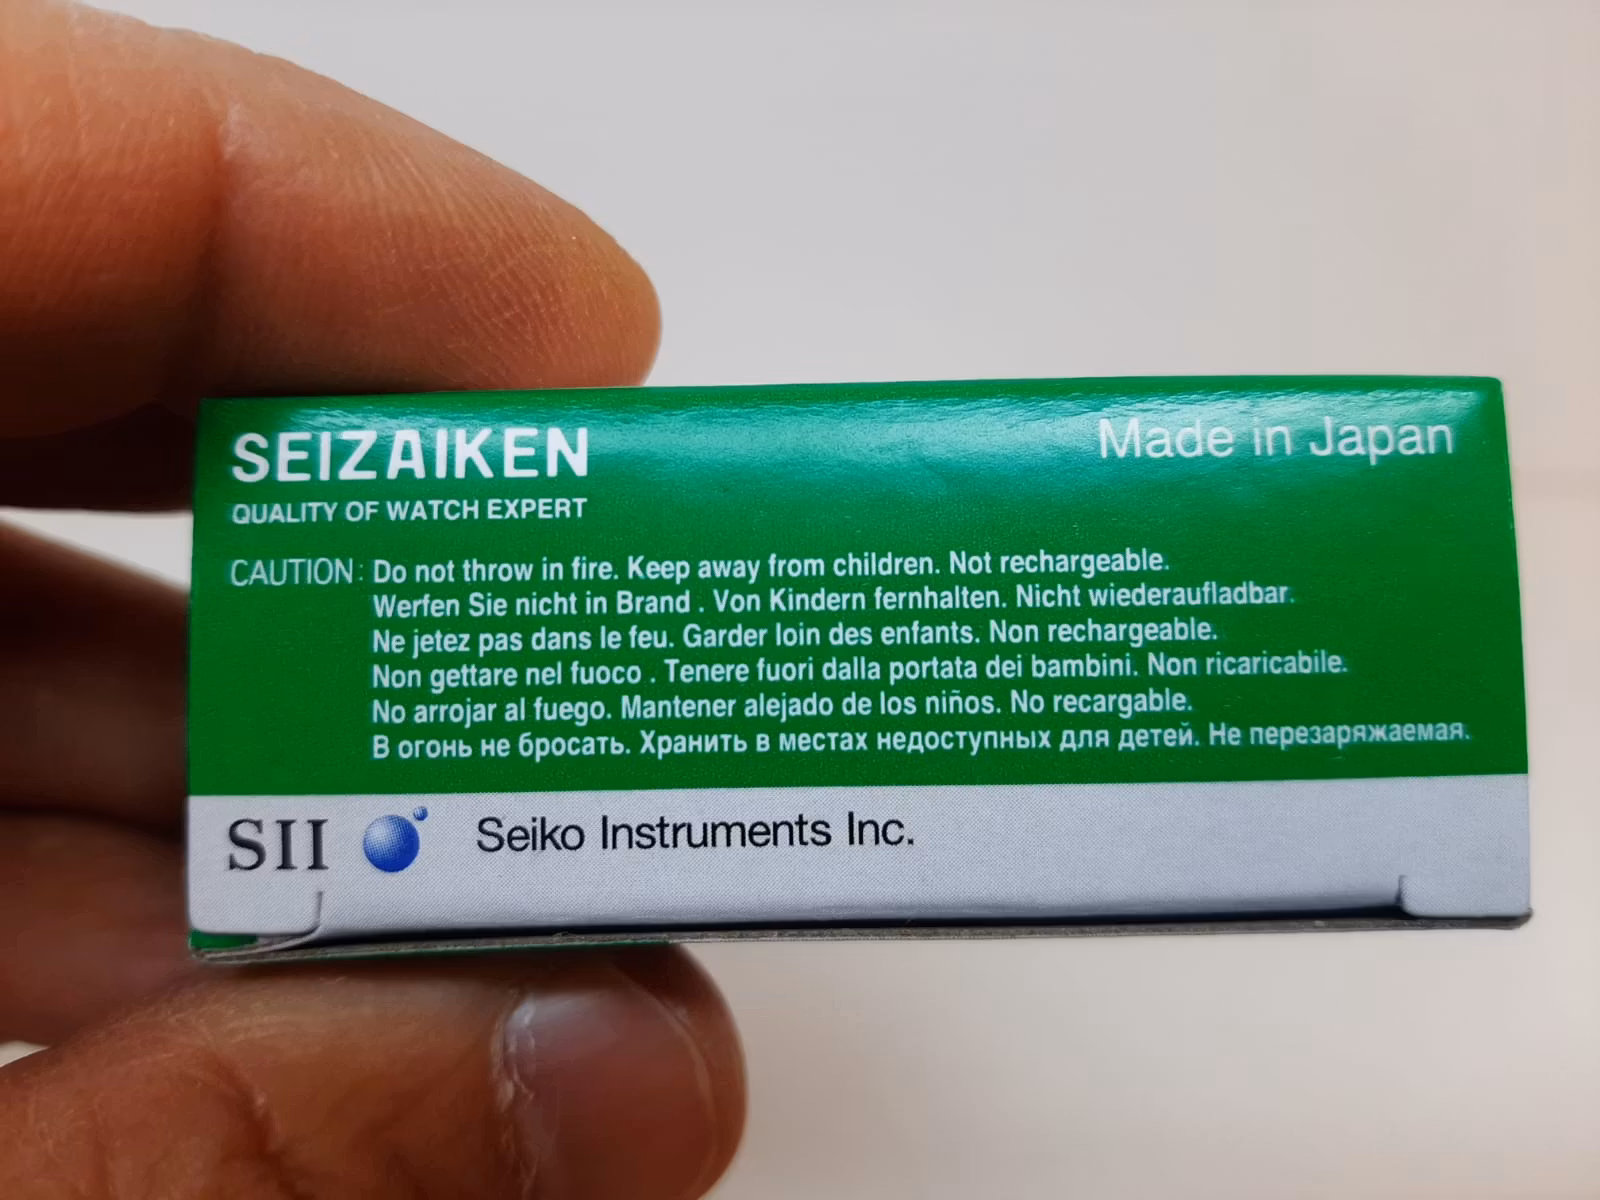 SEIZAIKEN
Made in Japan
QUALITY OF WATCH EXPERT
CAUTION: Do not throw in fire. Keep away from children. Not rechargeable.
Werfen Sie nicht in Brand . Von Kindern fernhalten. Nicht wiederaufladbar.
Ne jetez pas dans le feu. Garder loin des enfants. Non rechargeable.
Non gettare nel fuoco . Tenere fuori dalla portata dei bambini. Non ricaricabile.
No arrojar al fuego. Mantener alejado de los niños. No recargable.
В огонь не бросать. Хранить в местах недоступных для детей. Не перезаряжаемая.
SII Seiko Instruments Inc.